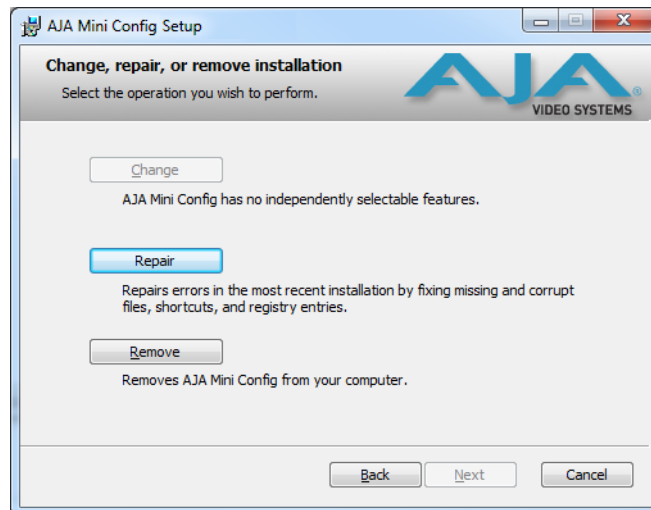 AJA Mini Config Setup
Change, repair, or remove installation
Select the operation you wish to perform.
AJA®
VIDEO SYSTEMS
Change
AJA Mini Config has no independently selectable features.
Repair
Repairs errors in the most recent installation by fixing missing and corrupt
files, shortcuts, and registry entries.
Remove
Removes AJA Mini Config from your computer.
Back
Next
Cancel